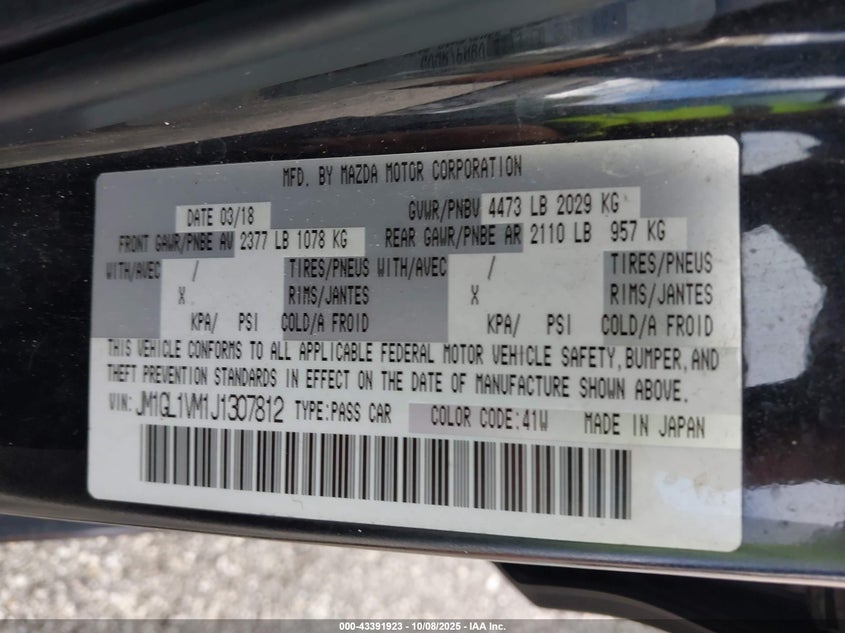 MFD. BY MAZDA MOTOR CORPORATION
DATE 03/18 GVWR/PNBV 4473 LB 2029 KG
FRONT GAWR/PNBE AV 2377 LB 1078 KG REAR GAWR/PNBE AR 2110 LB 957 KG
WITH/AVEC / TIRES/PNEUS WITH/AVEC / TIRES/PNEUS
X RIMS/JANTES X RIMS/JANTES
KPA/ PSI COLD/A FROID KPA/ PSI COLD/A FROID
THIS VEHICLE CONFORMS TO ALL APPLICABLE FEDERAL MOTOR VEHICLE SAFETY, BUMPER, AND
THEFT PREVENTION STANDARDS IN EFFECT ON THE DATE OF MANUFACTURE SHOWN ABOVE.
VIN: JM1GL1VM1J1307812 TYPE:PASS CAR COLOR CODE:41W MADE IN JAPAN
000-43391923 - 10/08/2025 - IAA Inc.